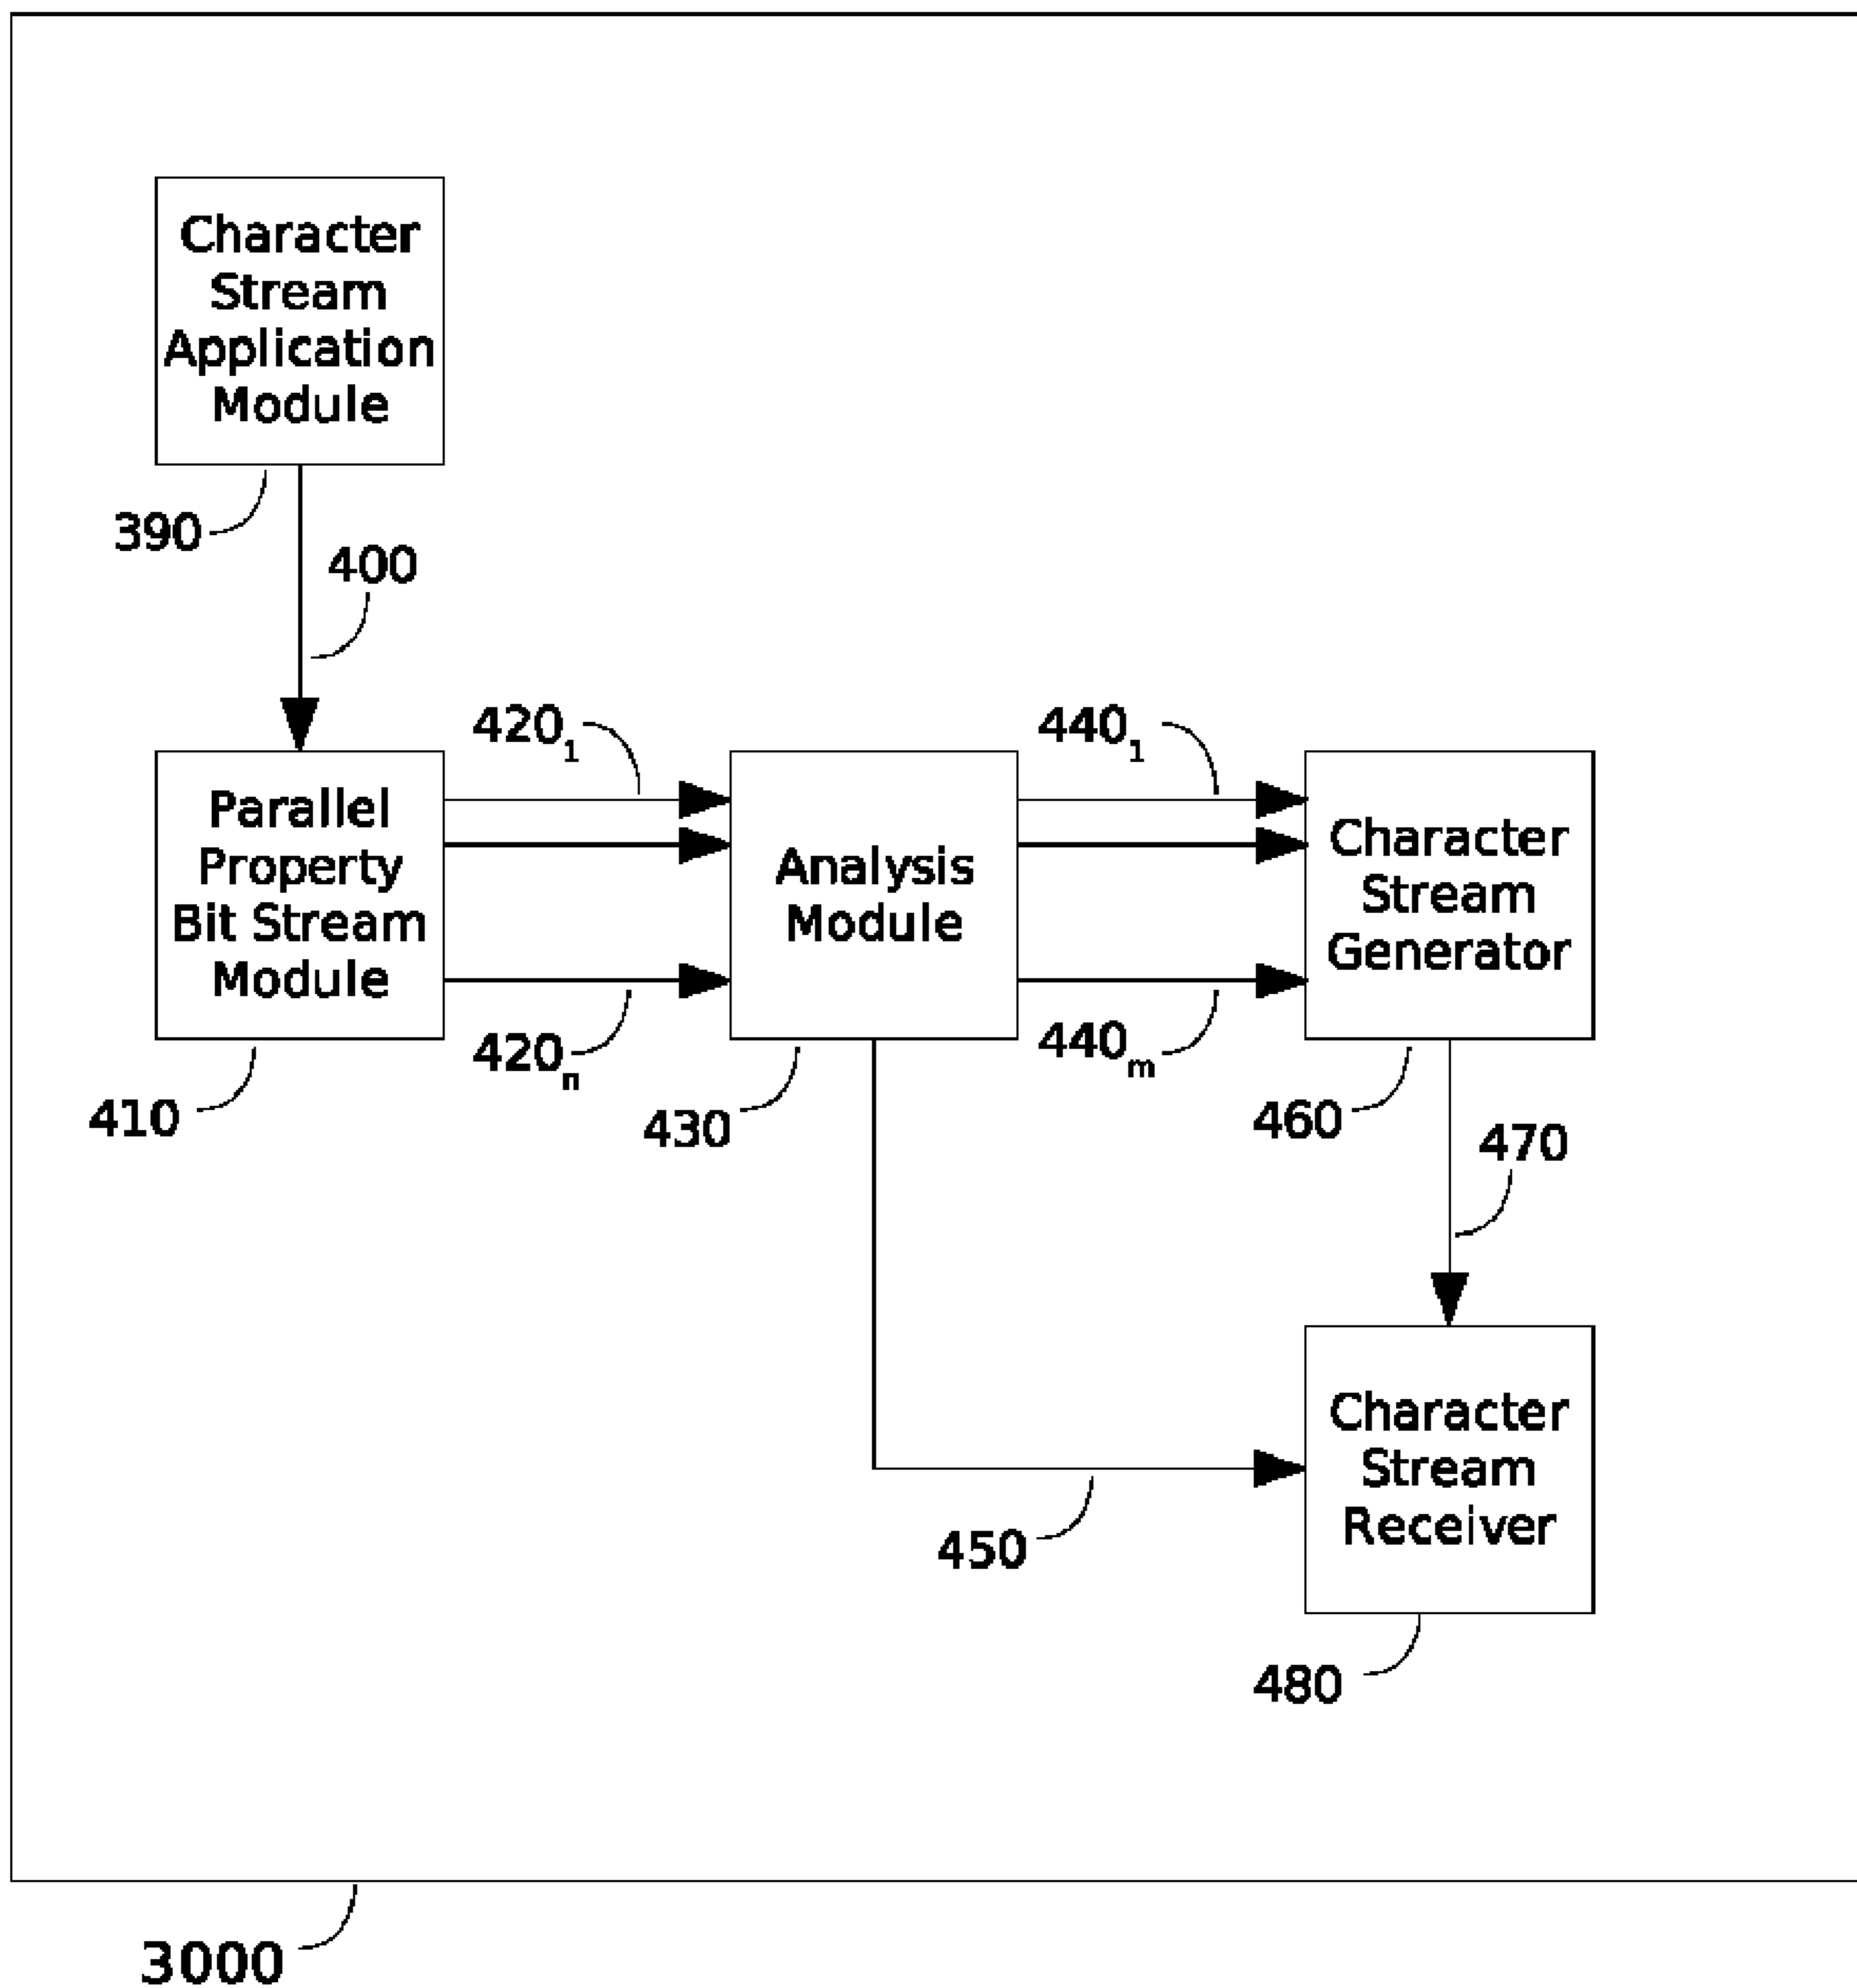 Character
Stream
Application
Module
390
400
420₁
440₁
Parallel
Property
Bit Stream
Module
Analysis
Module
Character
Stream
Generator
420ₙ
440ₘ
410
430
460
470
Character
Stream
Receiver
450
480
3000